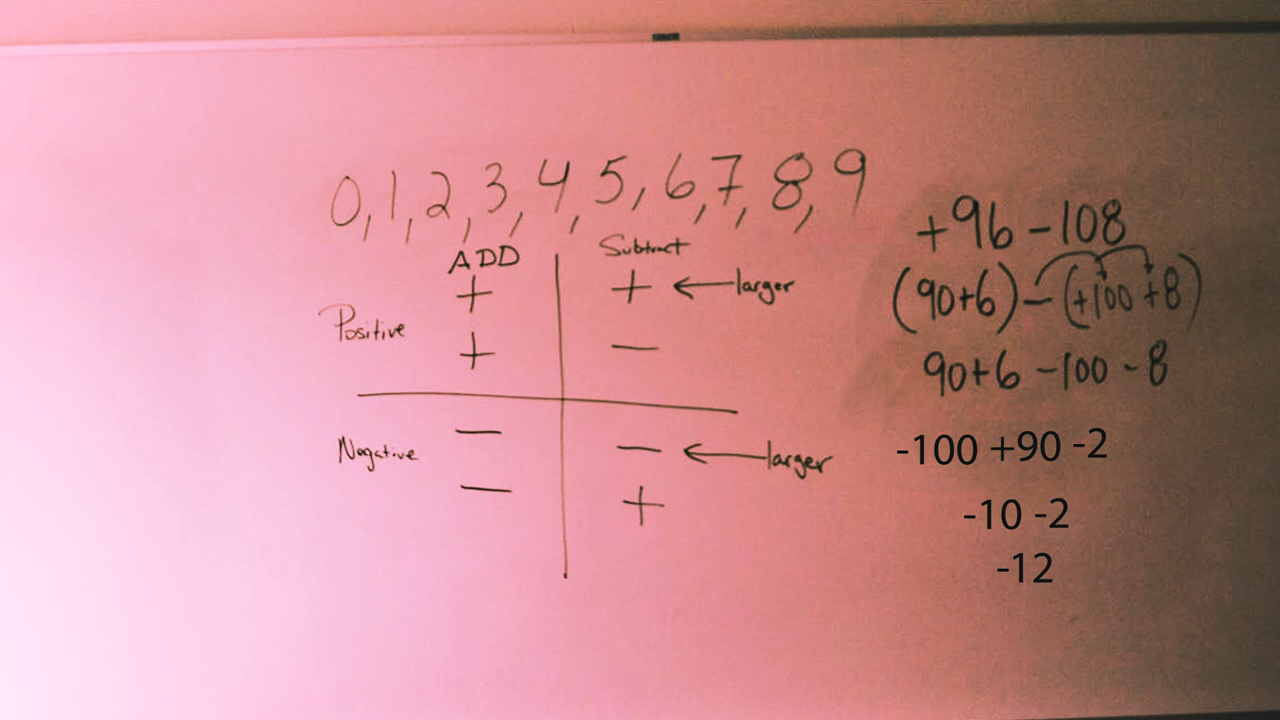 0, 1, 2, 3, 4, 5, 6, 7, 8, 9
ADD Subtract
+ + ← larger
Positive
+ −
− − ← larger
Negative
− +
+96 −108
(90+6) − (+100 +8)
90+6 −100 - 8
-100 +90 -2
-10 -2
-12